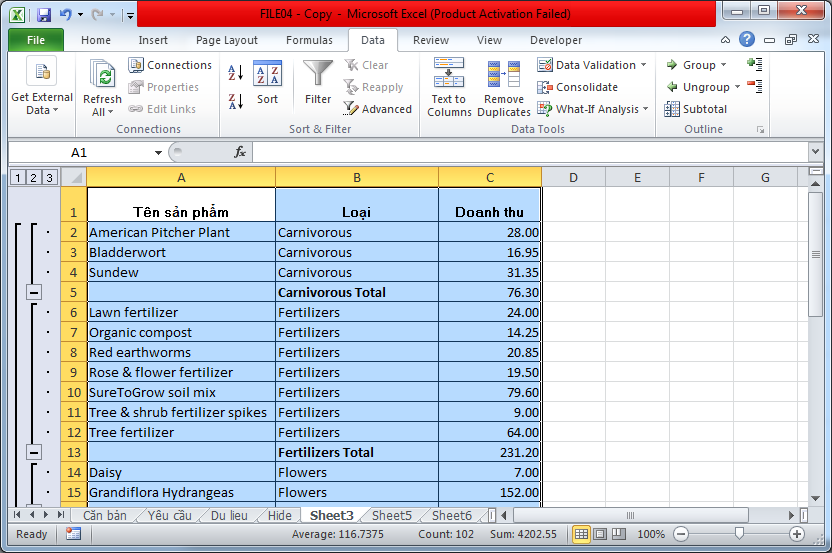 FILE04 - Copy - Microsoft Excel (Product Activation Failed)
File Home Insert Page Layout Formulas Data Review View Developer
Get External Data
Refresh All
Connections
Properties
Edit Links
Connections
Sort
Filter
Clear
Reapply
Advanced
Sort & Filter
Text to Columns
Remove Duplicates
Data Validation
Consolidate
What-If Analysis
Data Tools
Group
Ungroup
Subtotal
Outline
A1 fx
1 2 3 A B C D E F G
1 Tên sản phẩm Loại Doanh thu
2 American Pitcher Plant Carnivorous 28.00
3 Bladderwort Carnivorous 16.95
4 Sundew Carnivorous 31.35
5 Carnivorous Total 76.30
6 Lawn fertilizer Fertilizers 24.00
7 Organic compost Fertilizers 14.25
8 Red earthworms Fertilizers 20.85
9 Rose & flower fertilizer Fertilizers 19.50
10 SureToGrow soil mix Fertilizers 79.60
11 Tree & shrub fertilizer spikes Fertilizers 9.00
12 Tree fertilizer Fertilizers 64.00
13 Fertilizers Total 231.20
14 Daisy Flowers 7.00
15 Grandiflora Hydrangeas Flowers 152.00
Căn bản Yêu cầu Du lieu Hide Sheet3 Sheet5 Sheet6
Ready Average: 116.7375 Count: 102 Sum: 4202.55 100%